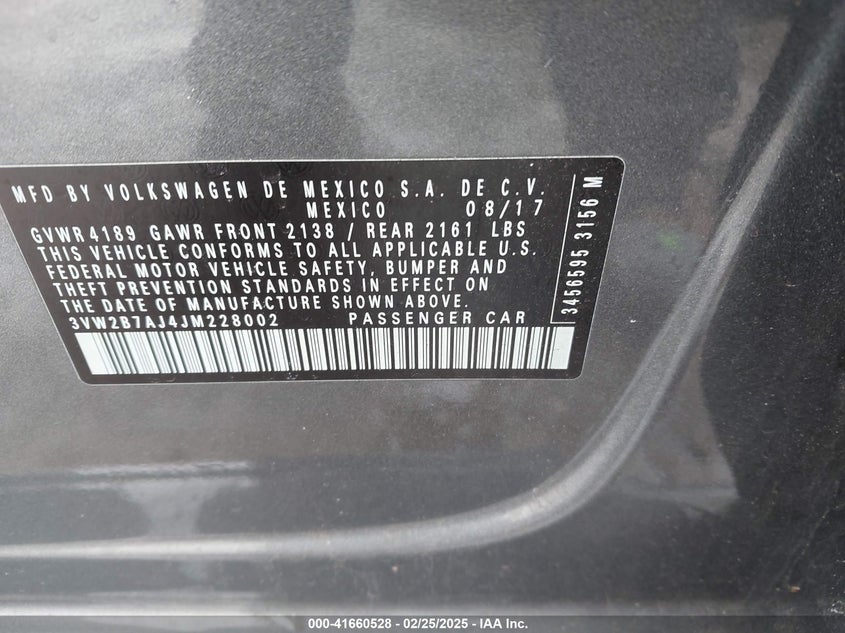 MFD BY VOLKSWAGEN DE MEXICO S.A. DE C.V.
MEXICO 08/17
GVWR 4189 GAWR FRONT 2138 / REAR 2161 LBS
THIS VEHICLE CONFORMS TO ALL APPLICABLE U.S.
FEDERAL MOTOR VEHICLE SAFETY, BUMPER AND
THEFT PREVENTION STANDARDS IN EFFECT ON
THE DATE OF MANUFACTURE SHOWN ABOVE.
3VW2B7AJ4JM228002 PASSENGER CAR
3456595 3156 M
000-41660528 - 02/25/2025 - IAA Inc.